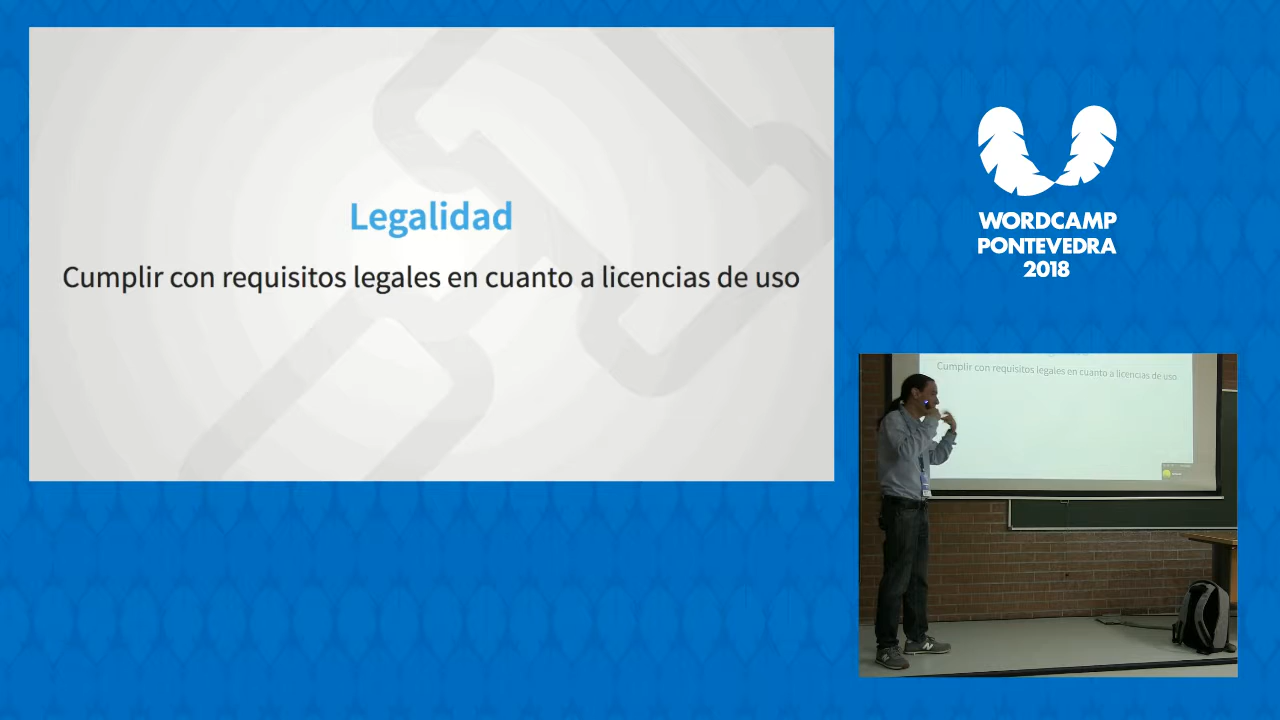 Legalidad
Cumplir con requisitos legales en cuanto a licencias de uso
WORDCAMP
PONTEVEDRA
2018
Cumplir con requisitos legales en cuanto a licencias de uso